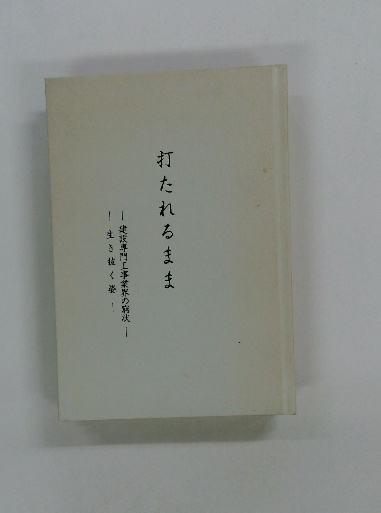 打たれるまま
― 建設専門工事業界の窮状 ―
― 生き抜く姿 ―